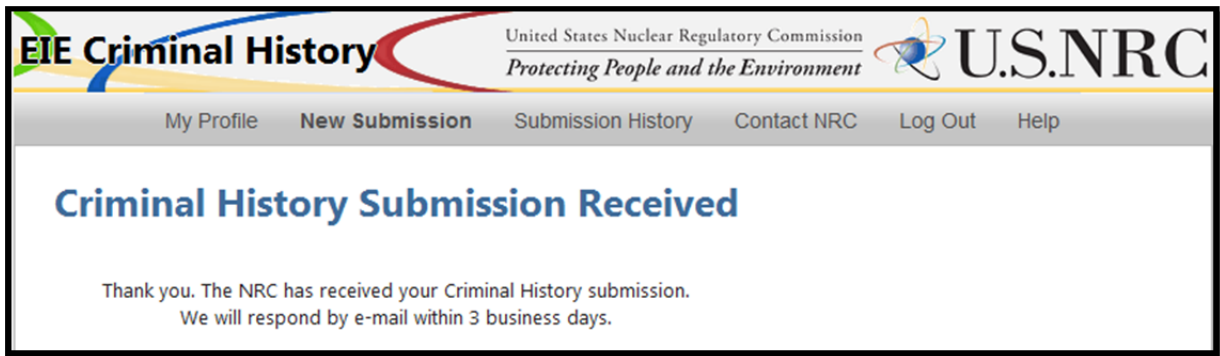 EIE Criminal History
United States Nuclear Regulatory Commission
Protecting People and the Environment
U.S.NRC
My Profile New Submission Submission History Contact NRC Log Out Help
Criminal History Submission Received
Thank you. The NRC has received your Criminal History submission.
We will respond by e-mail within 3 business days.